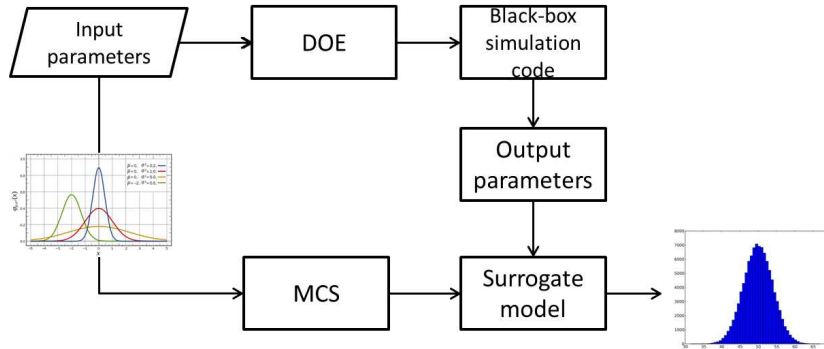 Input
parameters
DOE
Black-box
simulation
code
Output
parameters
MCS
Surrogate
model
x